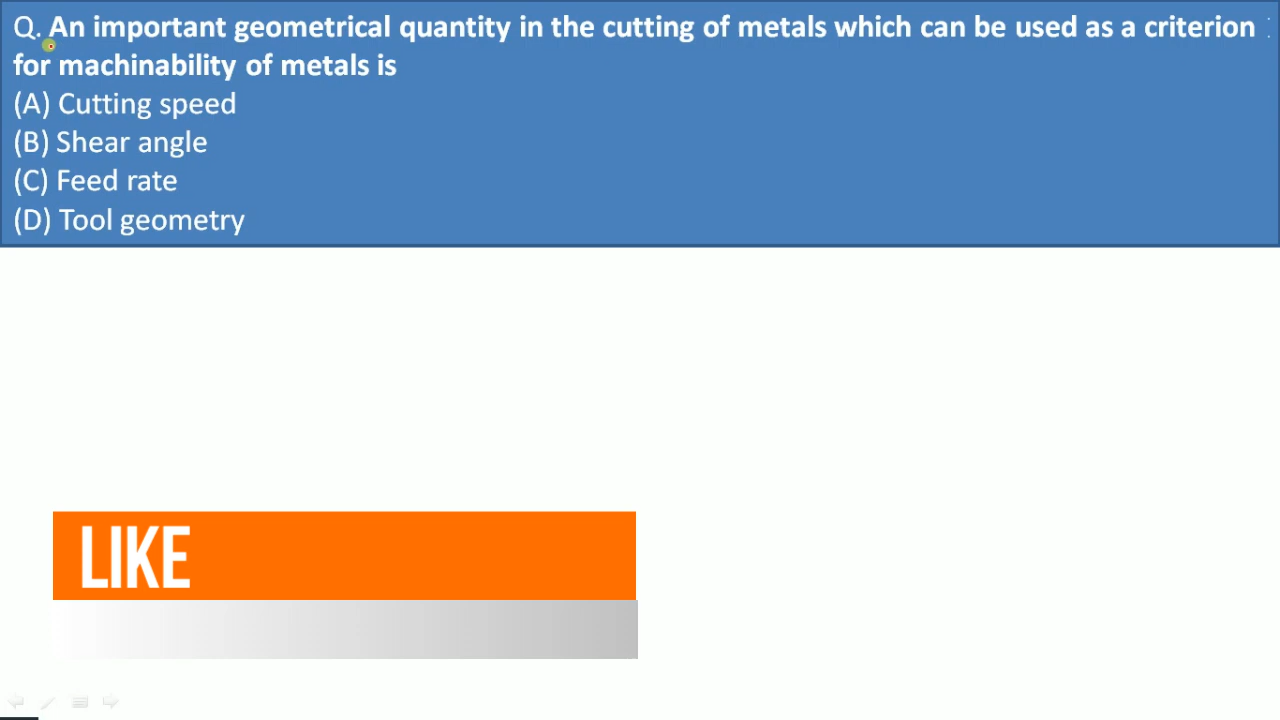 Q. An important geometrical quantity in the cutting of metals which can be used as a criterion
for machinability of metals is
(A) Cutting speed
(B) Shear angle
(C) Feed rate
(D) Tool geometry
LIKE